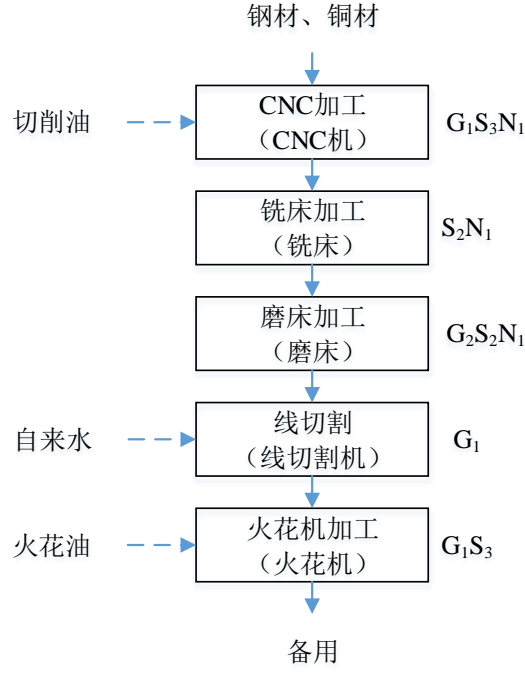 钢材、铜材
切削油
CNC加工
（CNC机）
G₁S₃N₁
铣床加工
（铣床）
S₂N₁
磨床加工
（磨床）
G₂S₂N₁
自来水
线切割
（线切割机）
G₁
火花油
火花机加工
（火花机）
G₁S₃
备用